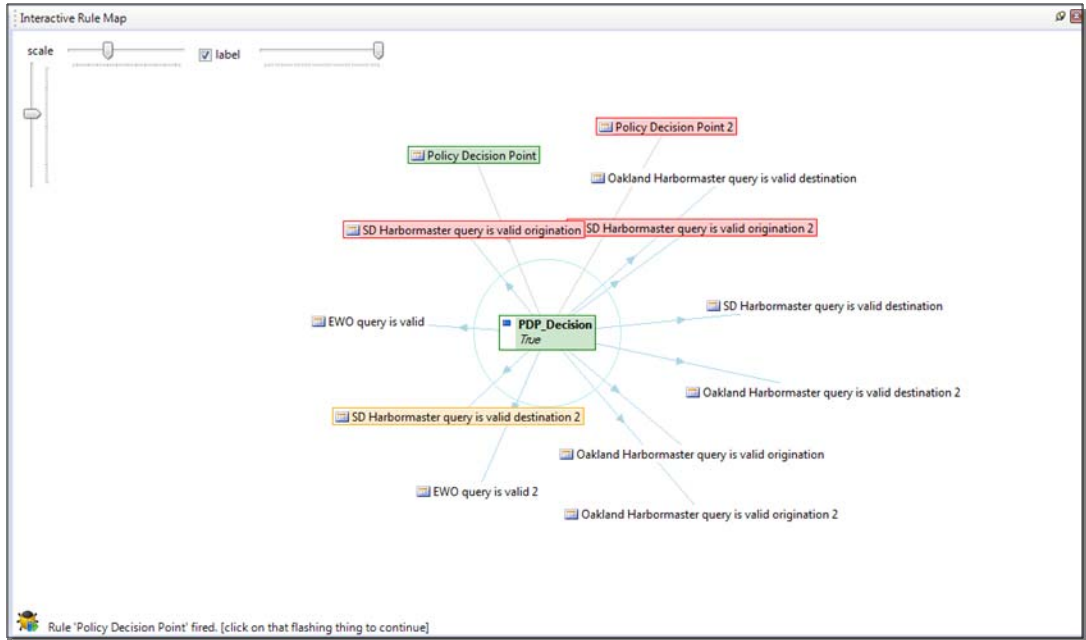 Interactive Rule Map
scale
label
Policy Decision Point 2
Policy Decision Point
Oakland Harbormaster query is valid destination
SD Harbormaster query is valid origination
SD Harbormaster query is valid origination 2
SD Harbormaster query is valid destination
EWO query is valid
PDP_Decision
True
Oakland Harbormaster query is valid destination 2
SD Harbormaster query is valid destination 2
Oakland Harbormaster query is valid origination
EWO query is valid 2
Oakland Harbormaster query is valid origination 2
Rule 'Policy Decision Point' fired. [click on that flashing thing to continue]